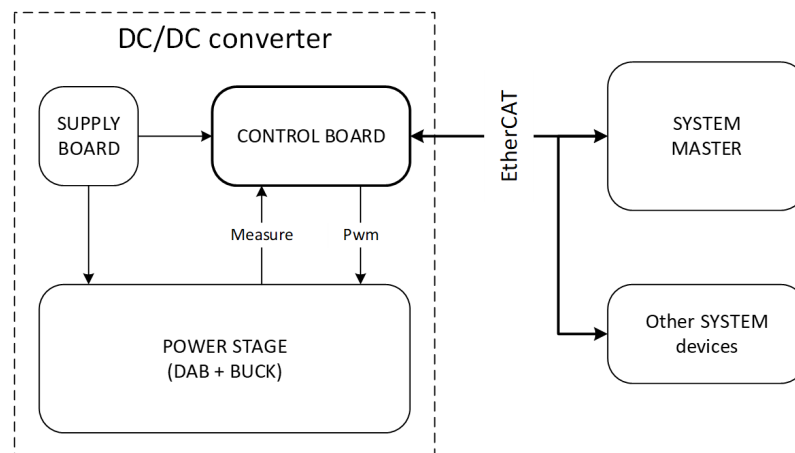 DC/DC converter
SUPPLY
BOARD
CONTROL BOARD
EtherCAT
SYSTEM
MASTER
Measure
Pwm
POWER STAGE
(DAB + BUCK)
Other SYSTEM
devices